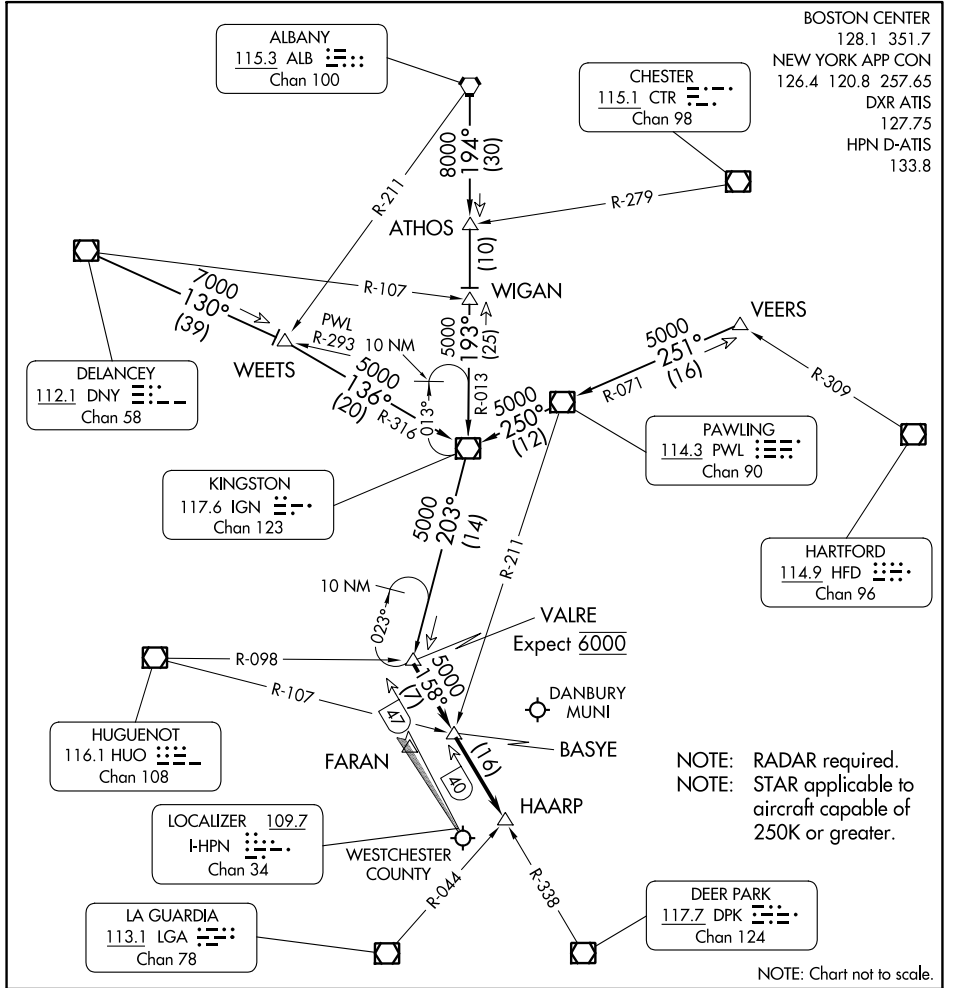 BOSTON CENTER
128.1 351.7
NEW YORK APP CON
126.4 120.8 257.65
DXR ATIS
127.75
HPN D-ATIS
133.8
ALBANY
115.3 ALB
Chan 100
CHESTER
115.1 CTR
Chan 98
8000
194°
(30)
R-211
R-279
ATHOS
(10)
R-107
WIGAN
7000
130°
(39)
WEETS
PWL
R-293
10 NM
5000
193°
(25)
R-013
013°
5000
136°
(20)
R-316
VEERS
5000
251°
(16)
R-071
R-309
5000
250°
(12)
DELANCEY
112.1 DNY
Chan 58
PAWLING
114.3 PWL
Chan 90
KINGSTON
117.6 IGN
Chan 123
5000
203°
(14)
R-211
HARTFORD
114.9 HFD
Chan 96
10 NM
023°
VALRE
Expect 6000
R-098
R-107
5000
158°
(7)
47
DANBURY
MUNI
BASYE
HUGUENOT
116.1 HUO
Chan 108
FARAN
(16)
40
HAARP
NOTE: RADAR required.
NOTE: STAR applicable to
aircraft capable of
250K or greater.
LOCALIZER 109.7
I-HPN
Chan 34
WESTCHESTER
COUNTY
R-044
R-338
LA GUARDIA
113.1 LGA
Chan 78
DEER PARK
117.7 DPK
Chan 124
NOTE: Chart not to scale.